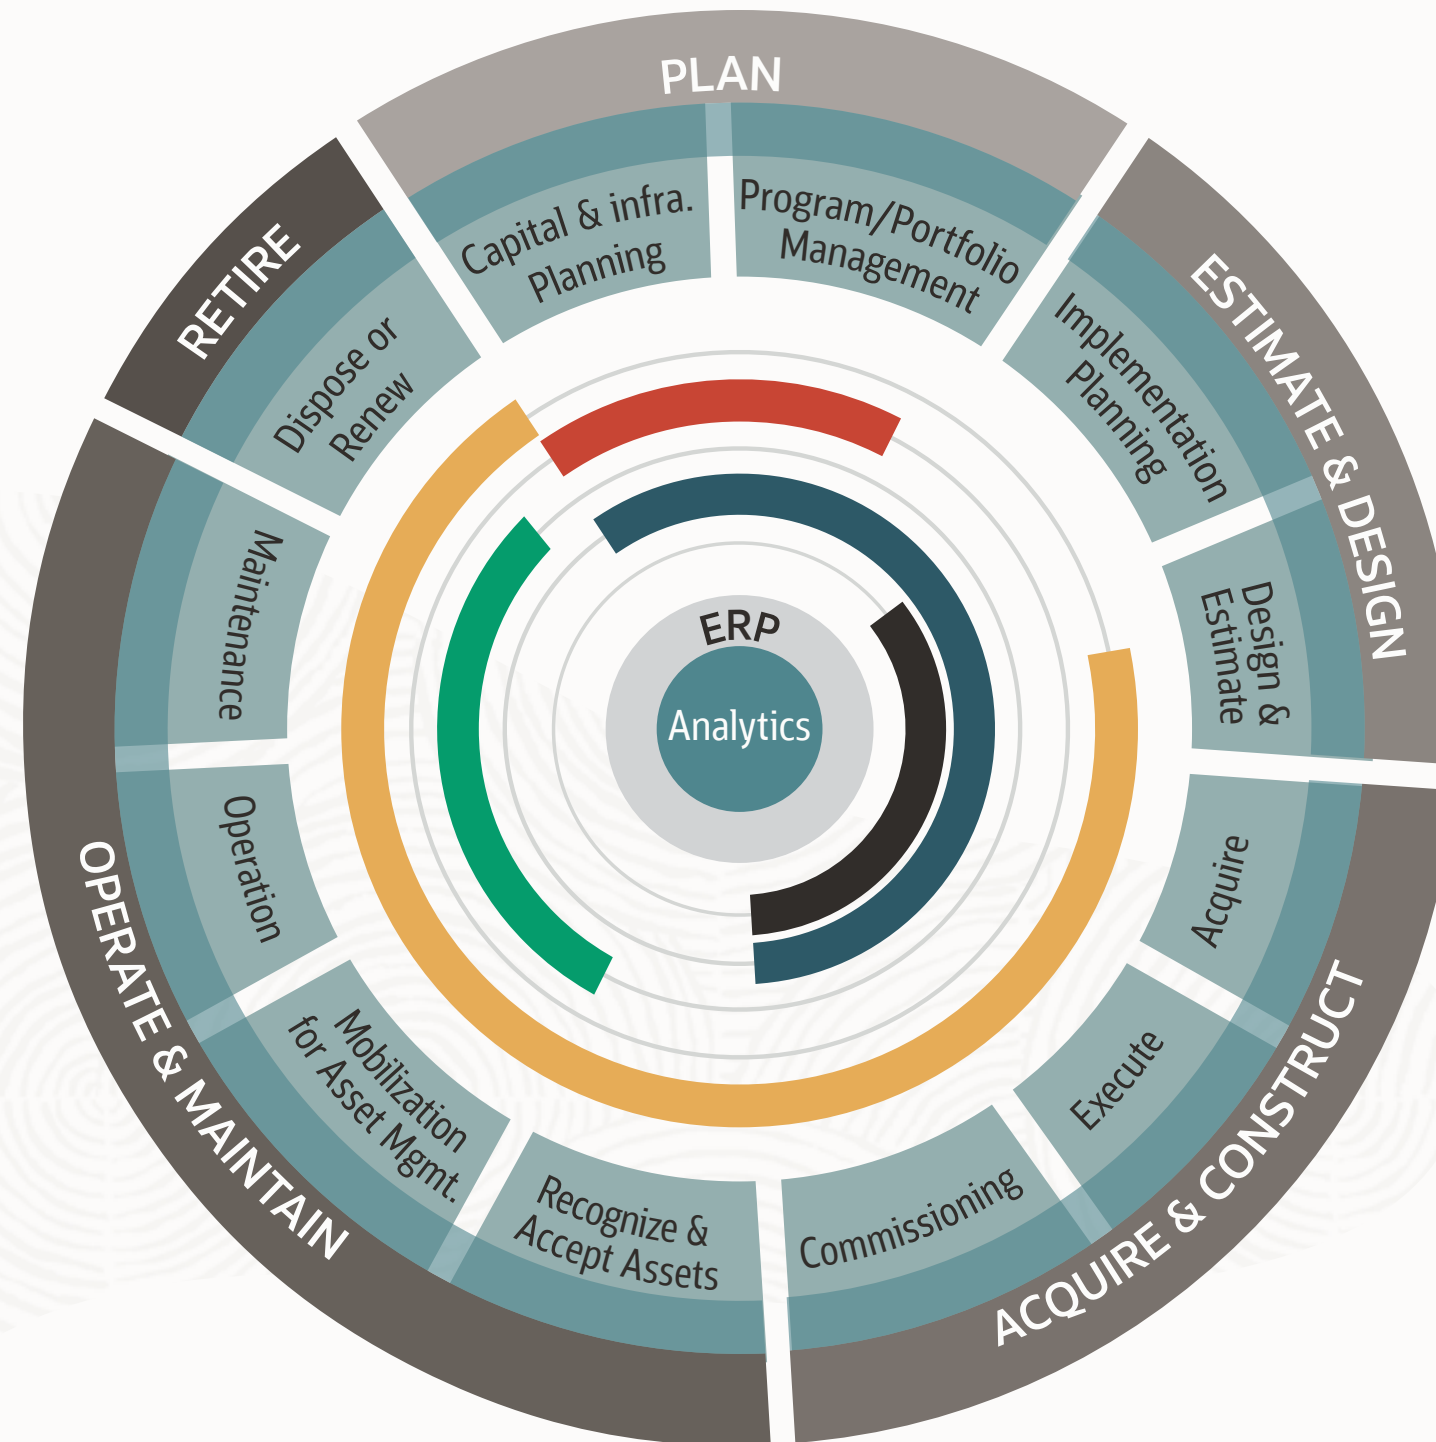 PLAN
Capital & infra.
Planning
Program/Portfolio
Management
ESTIMATE & DESIGN
Implementation
Planning
Design &
Estimate
ACQUIRE & CONSTRUCT
Acquire
Execute
Commissioning
OPERATE & MAINTAIN
Recognize &
Accept Assets
Mobilization
for Asset Mgmt.
Operation
Maintenance
RETIRE
Dispose or
Renew
ERP
Analytics